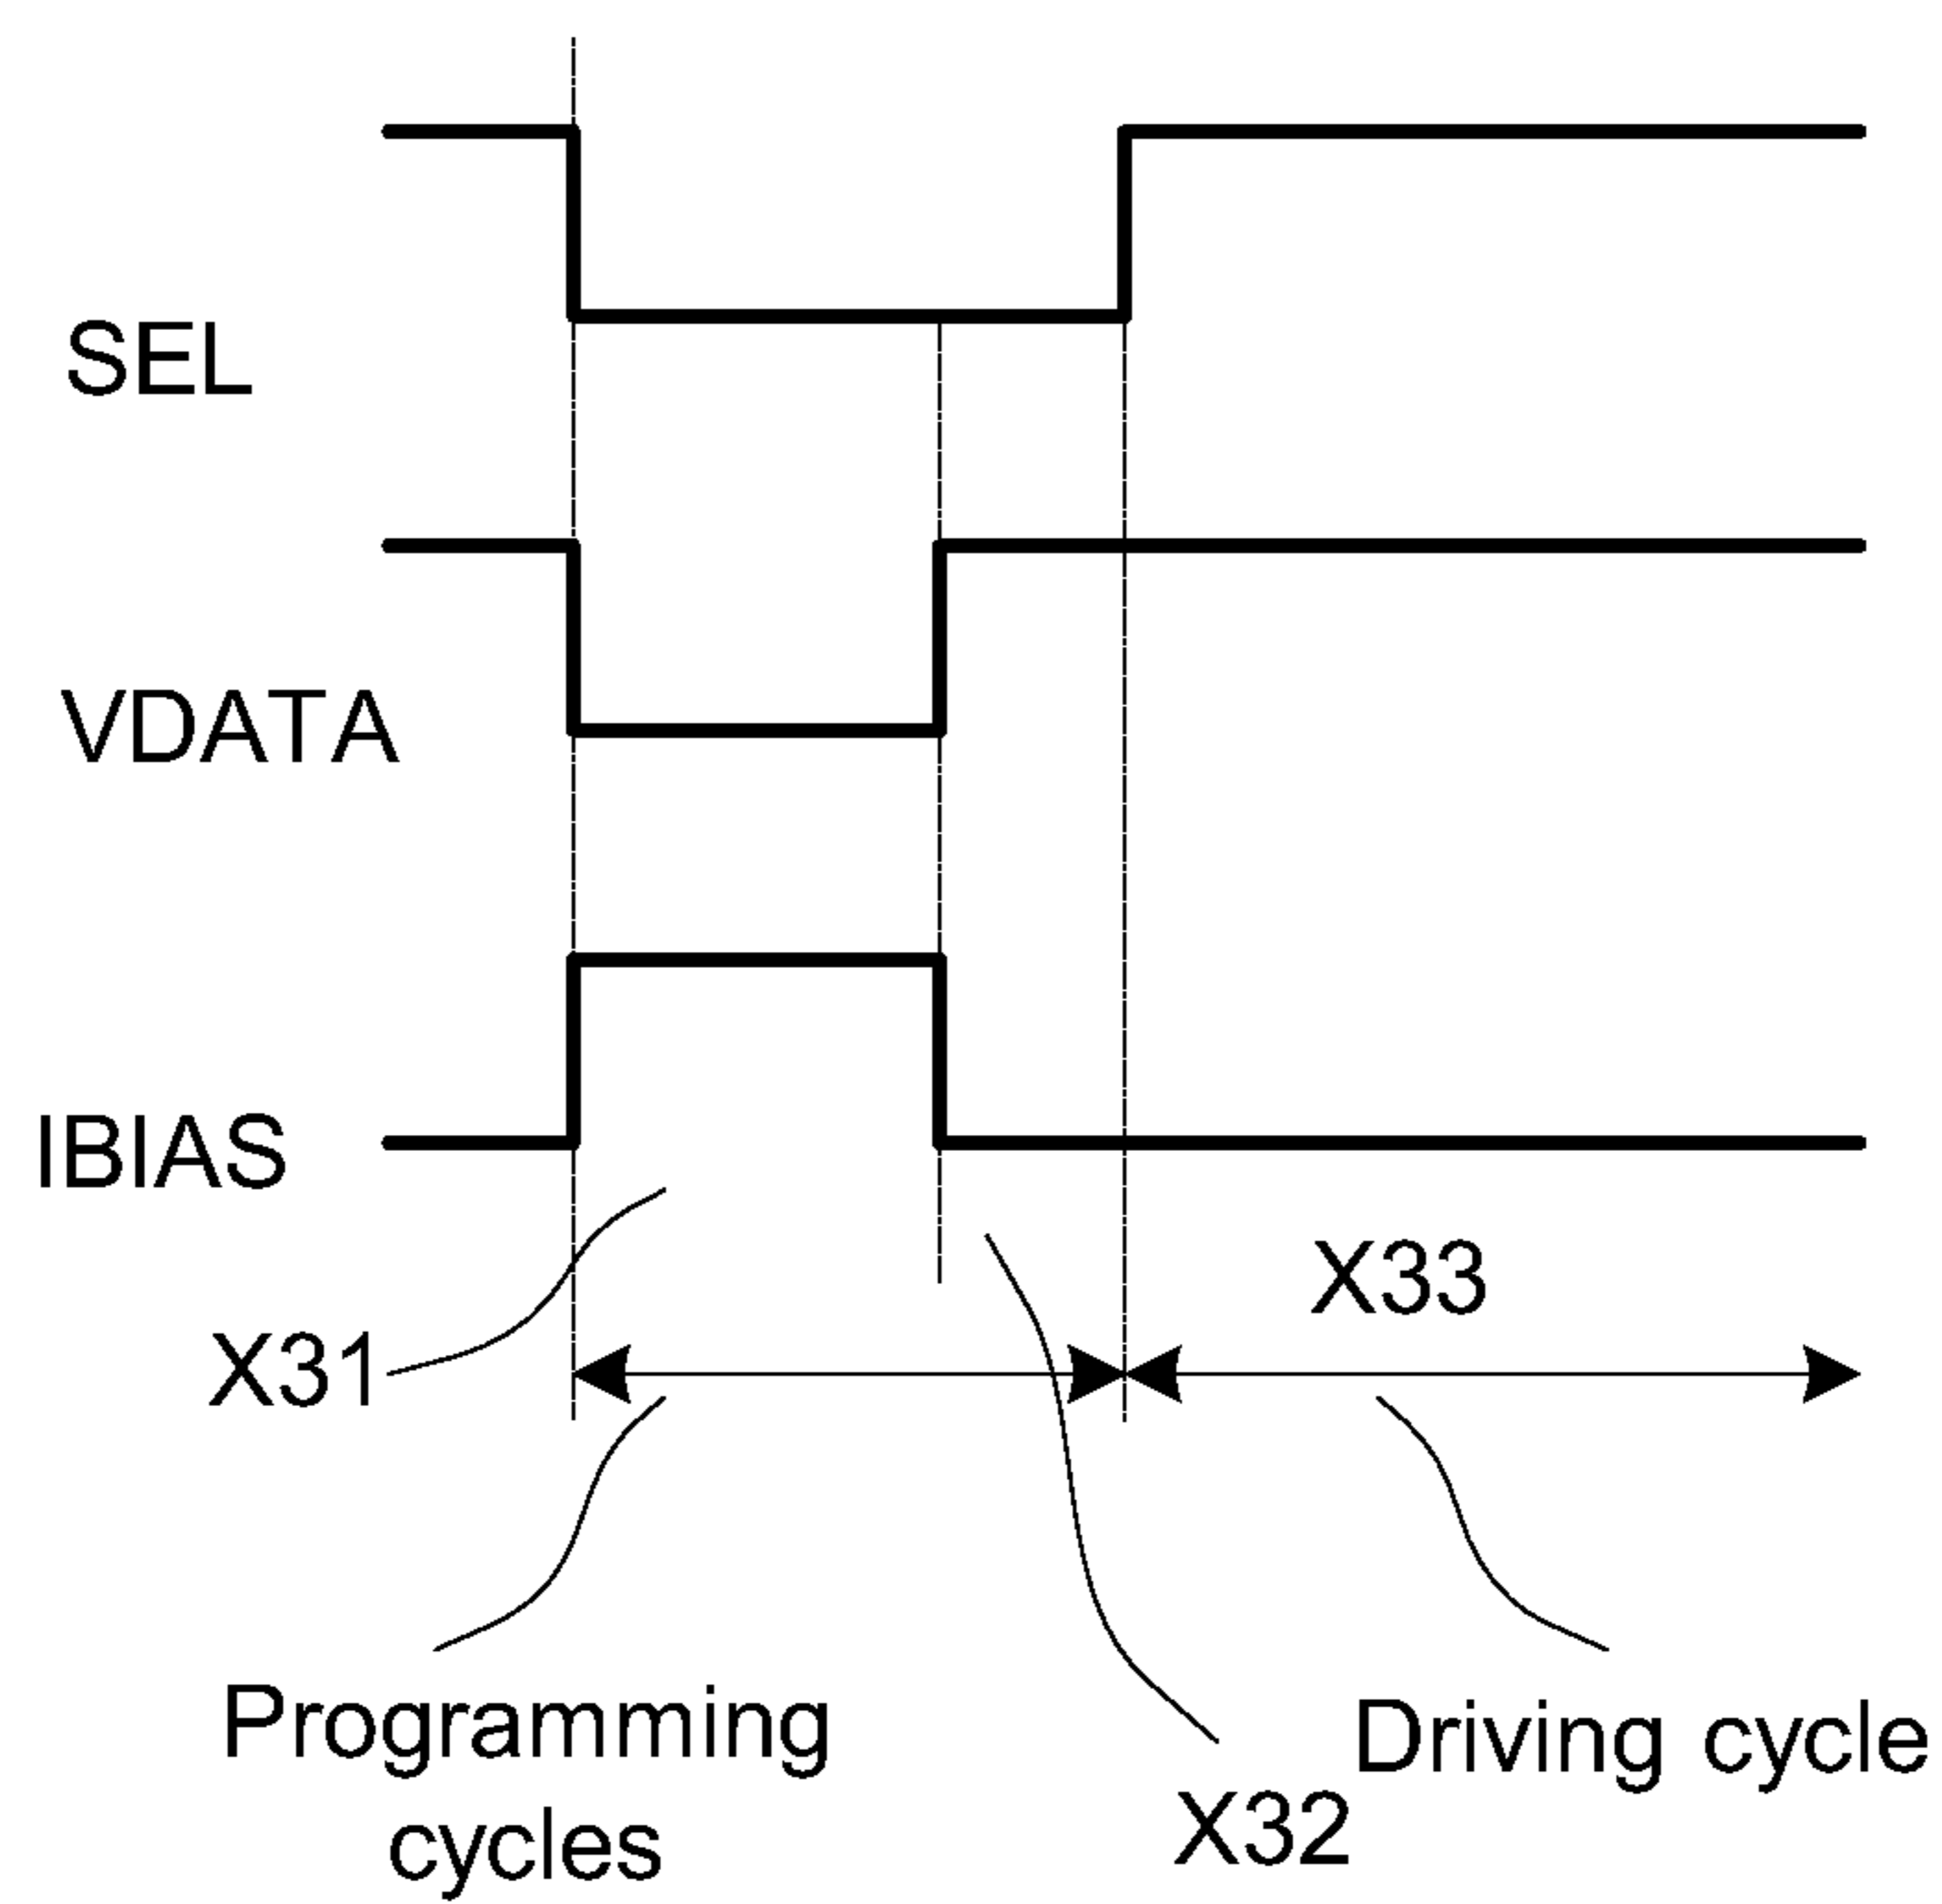 SEL
VDATA
IBIAS
X33
X31
Programming
cycles
Driving cycle
X32